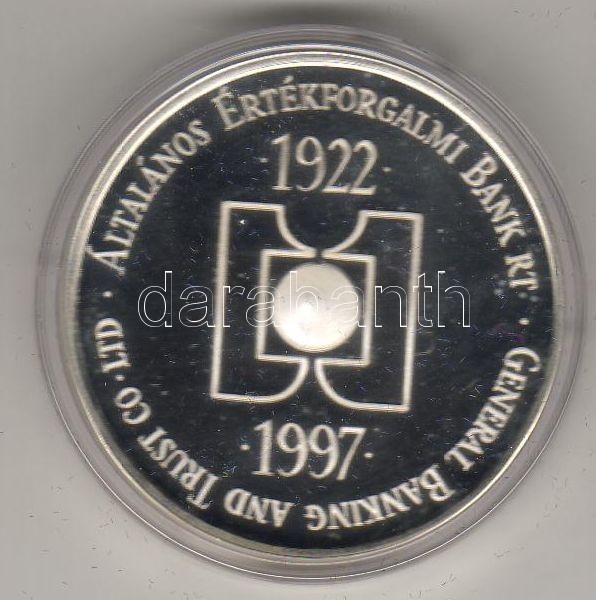 ÁLTALÁNOS ÉRTÉKFORGALMI BANK RT · GENERAL BANKING AND TRUST CO·LTD ·
·1922·
darabanth
·1997·